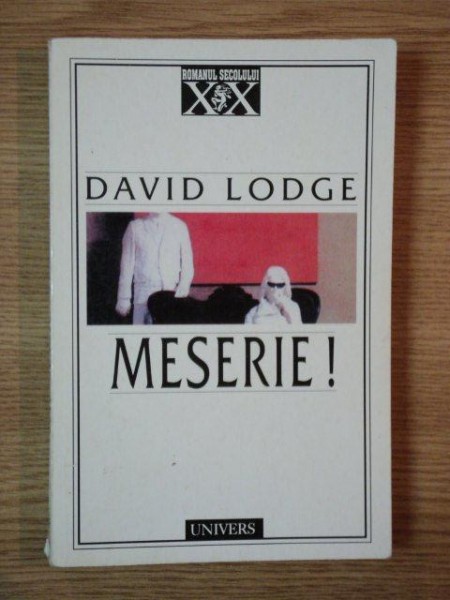 ROMANUL SECOLULUI
XX
DAVID LODGE
MESERIE !
UNIVERS